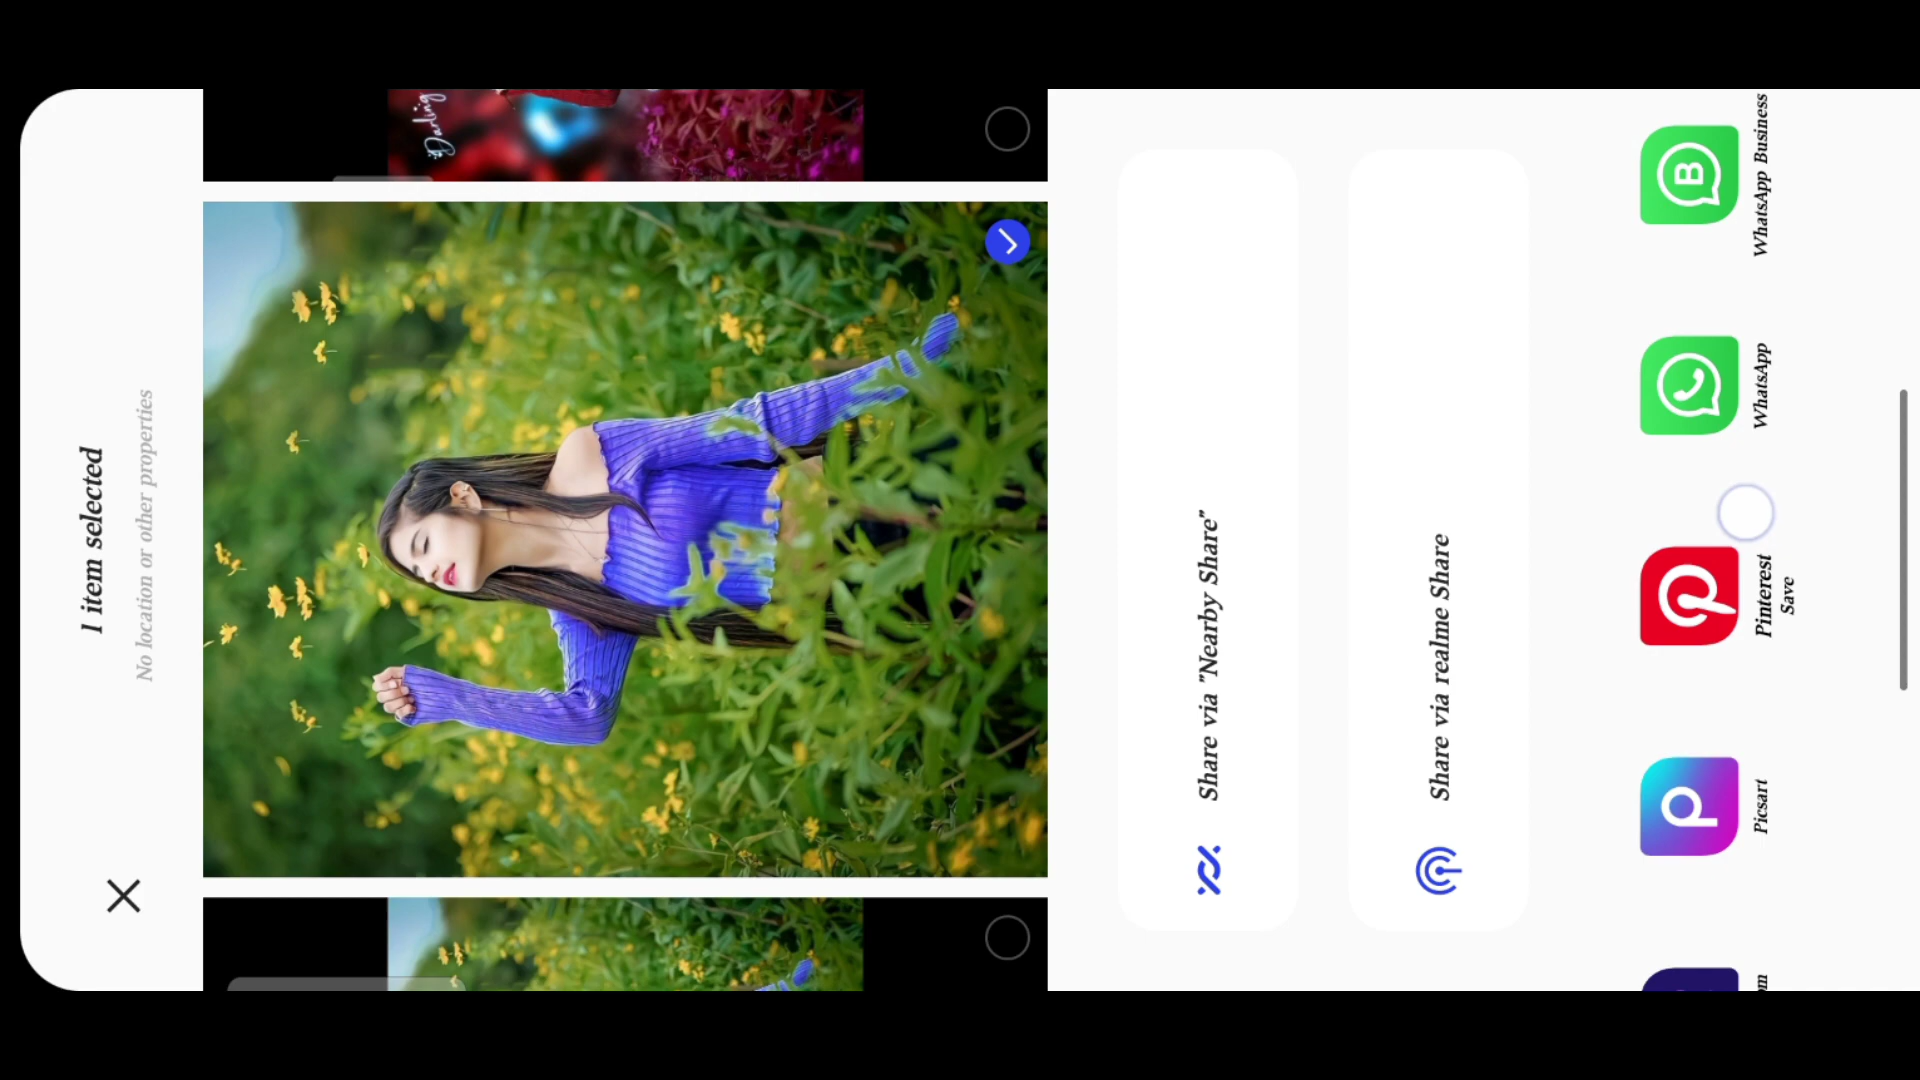 1 item selected
No location or other properties
Darling
Share via "Nearby Share"
Share via realme Share
Picsart
Pinterest
Save
WhatsApp
WhatsApp Business